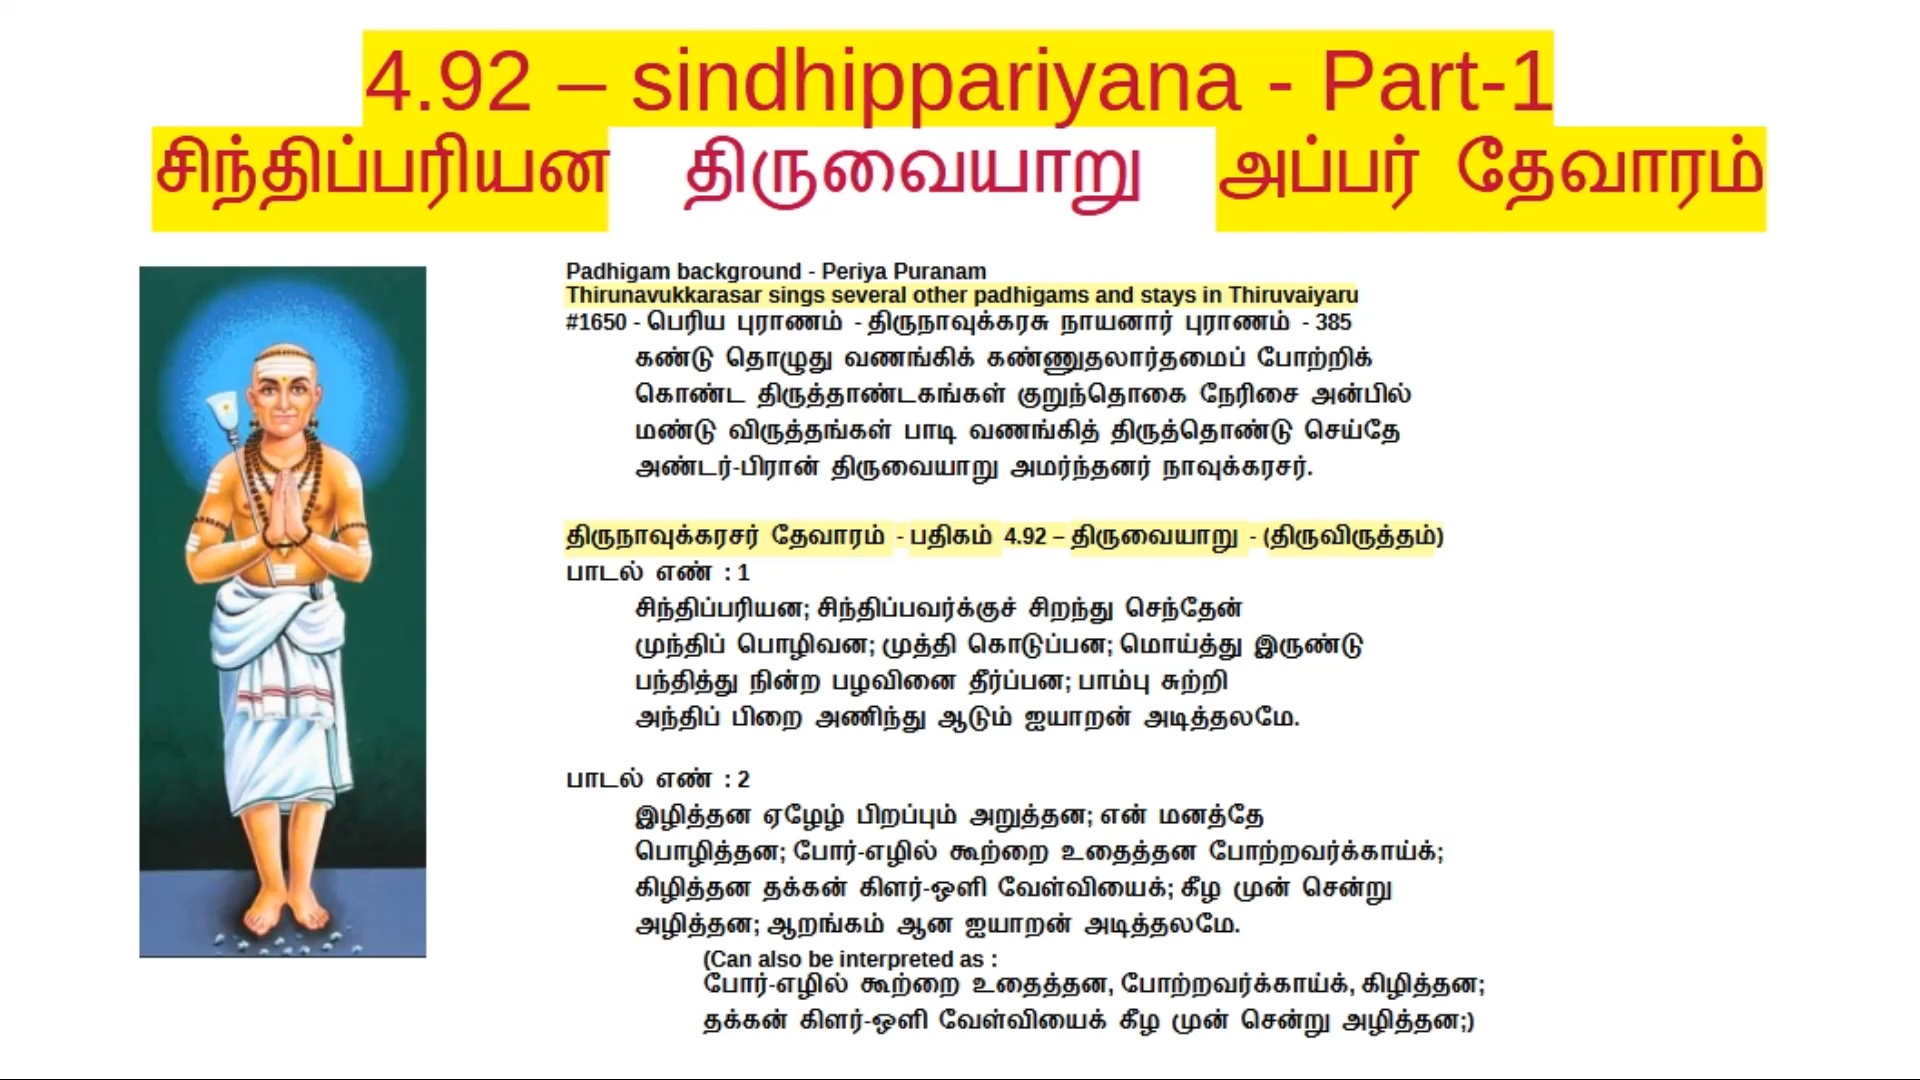 4.92 – sindhippariyana - Part-1
சிந்திப்பரியன திருவையாறு அப்பர் தேவாரம்
Padhigam background - Periya Puranam
Thirunavukkarasar sings several other padhigams and stays in Thiruvaiyaru
#1650 - பெரிய புராணம் - திருநாவுக்கரசு நாயனார் புராணம் - 385
கண்டு தொழுது வணங்கிக் கண்ணுதலார்தமைப் போற்றிக்
கொண்ட திருத்தாண்டகங்கள் குறுந்தொகை நேரிசை அன்பில்
மண்டு விருத்தங்கள் பாடி வணங்கித் திருத்தொண்டு செய்தே
அண்டர்-பிரான் திருவையாறு அமர்ந்தனர் நாவுக்கரசர்.
திருநாவுக்கரசர் தேவாரம் - பதிகம் 4.92 – திருவையாறு - (திருவிருத்தம்)
பாடல் எண் : 1
சிந்திப்பரியன; சிந்திப்பவர்க்குச் சிறந்து செந்தேன்
முந்திப் பொழிவன; முத்தி கொடுப்பன; மொய்த்து இருண்டு
பந்தித்து நின்ற பழவினை தீர்ப்பன; பாம்பு சுற்றி
அந்திப் பிறை அணிந்து ஆடும் ஐயாறன் அடித்தலமே.
பாடல் எண் : 2
இழித்தன ஏழேழ் பிறப்பும் அறுத்தன; என் மனத்தே
பொழித்தன; போர்-எழில் கூற்றை உதைத்தன போற்றவர்க்காய்க்;
கிழித்தன தக்கன் கிளர்-ஒளி வேள்வியைக்; கீழ முன் சென்று
அழித்தன; ஆறங்கம் ஆன ஐயாறன் அடித்தலமே.
(Can also be interpreted as :
போர்-எழில் கூற்றை உதைத்தன, போற்றவர்க்காய்க், கிழித்தன;
தக்கன் கிளர்-ஒளி வேள்வியைக் கீழ முன் சென்று அழித்தன;)